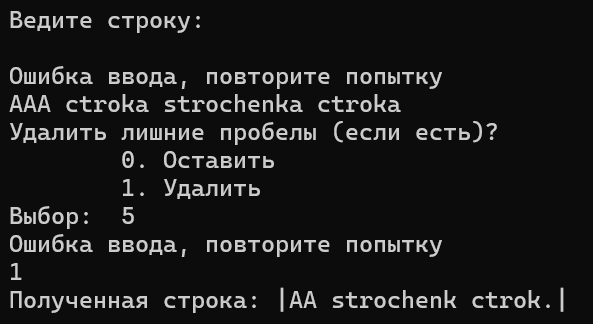 Ведите строку:
Ошибка ввода, повторите попытку
AAA ctroka strochenka ctroka
Удалить лишние пробелы (если есть)?
0. Оставить
1. Удалить
Выбор: 5
Ошибка ввода, повторите попытку
1
Полученная строка: |AA strochenk ctrok.|